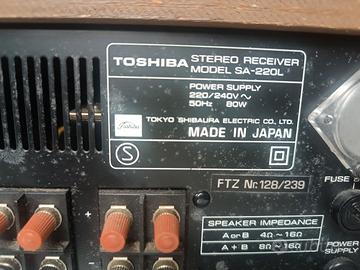 TOSHIBA STEREO RECEIVER
MODEL SA-220L
POWER SUPPLY
220/240V ~
50Hz 80W
Toshiba
TOKYO SHIBAURA ELECTRIC CO., LTD.
MADE IN JAPAN
S
FTZ Nr. 128/239
FUSE
SPEAKER IMPEDANCE
A or B 4Ω ~ 16Ω
A + B 8Ω ~ 16Ω
POWER
SUPPLY
+
-